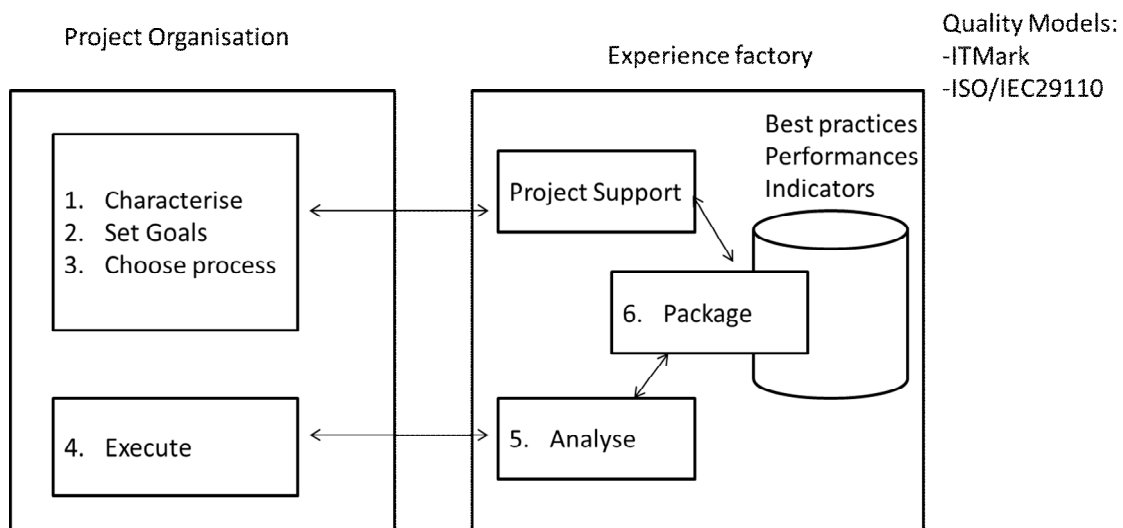 Project Organisation
Experience factory
Quality Models:
-ITMark
-ISO/IEC29110
1. Characterise
2. Set Goals
3. Choose process
Project Support
Best practices
Performances
Indicators
6. Package
4. Execute
5. Analyse